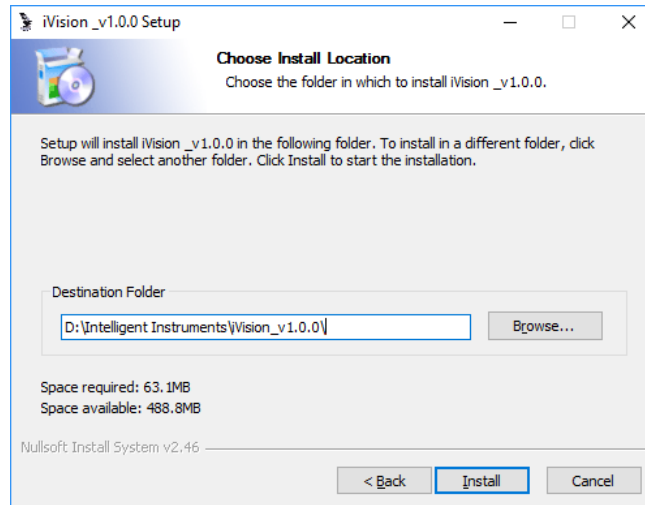 iVision _v1.0.0 Setup
Choose Install Location
Choose the folder in which to install iVision _v1.0.0.
Setup will install iVision _v1.0.0 in the following folder. To install in a different folder, click
Browse and select another folder. Click Install to start the installation.
Destination Folder
D:\Intelligent Instruments\iVision_v1.0.0\
Browse...
Space required: 63.1MB
Space available: 488.8MB
Nullsoft Install System v2.46
< Back
Install
Cancel